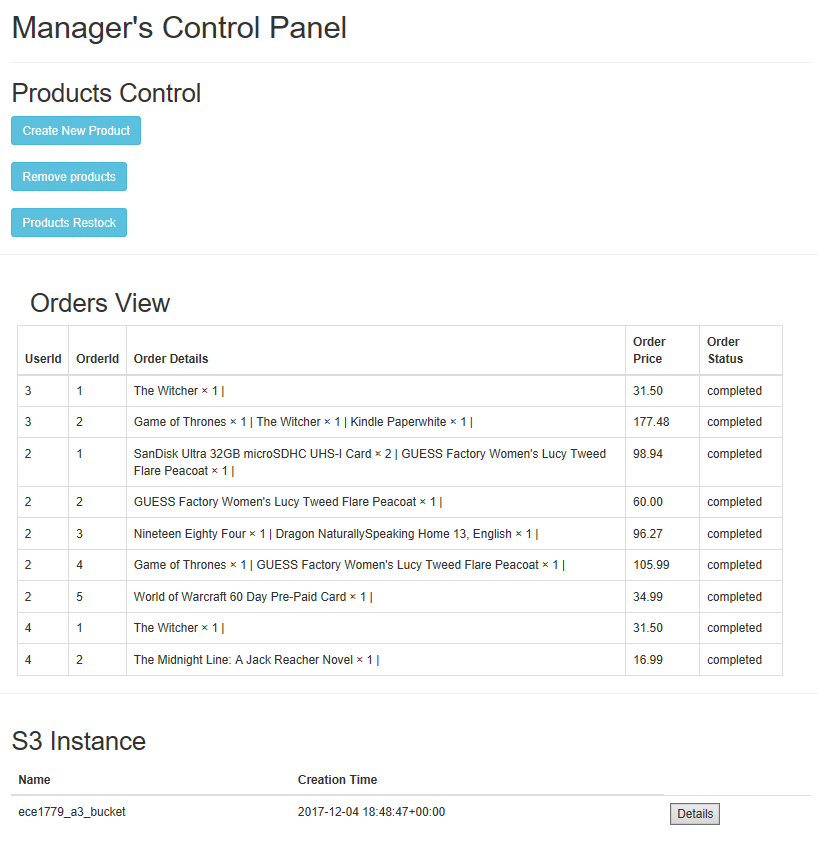 Manager's Control Panel
Products Control
Create New Product
Remove products
Products Restock
Orders View
UserId OrderId Order Details Order Price Order Status
3 1 The Witcher × 1 | 31.50 completed
3 2 Game of Thrones × 1 | The Witcher × 1 | Kindle Paperwhite × 1 | 177.48 completed
2 1 SanDisk Ultra 32GB microSDHC UHS-I Card × 2 | GUESS Factory Women's Lucy Tweed 98.94 completed
Flare Peacoat × 1 |
2 2 GUESS Factory Women's Lucy Tweed Flare Peacoat × 1 | 60.00 completed
2 3 Nineteen Eighty Four × 1 | Dragon NaturallySpeaking Home 13, English × 1 | 96.27 completed
2 4 Game of Thrones × 1 | GUESS Factory Women's Lucy Tweed Flare Peacoat × 1 | 105.99 completed
2 5 World of Warcraft 60 Day Pre-Paid Card × 1 | 34.99 completed
4 1 The Witcher × 1 | 31.50 completed
4 2 The Midnight Line: A Jack Reacher Novel × 1 | 16.99 completed
S3 Instance
Name Creation Time
ece1779_a3_bucket 2017-12-04 18:48:47+00:00 Details